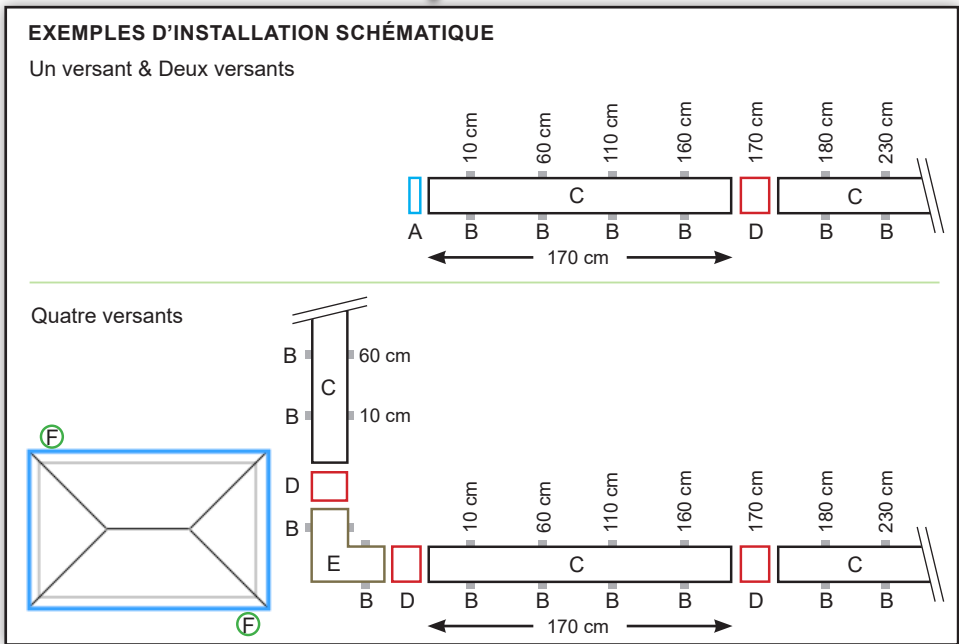 EXEMPLES D'INSTALLATION SCHÉMATIQUE
Un versant & Deux versants
10 cm 60 cm 110 cm 160 cm 170 cm 180 cm 230 cm
C C
A B B B B D B B
170 cm
Quatre versants
B 60 cm
C
B 10 cm
F
D
10 cm 60 cm 110 cm 160 cm 170 cm 180 cm 230 cm
B
E C C
B D B B B B D B B
F
170 cm